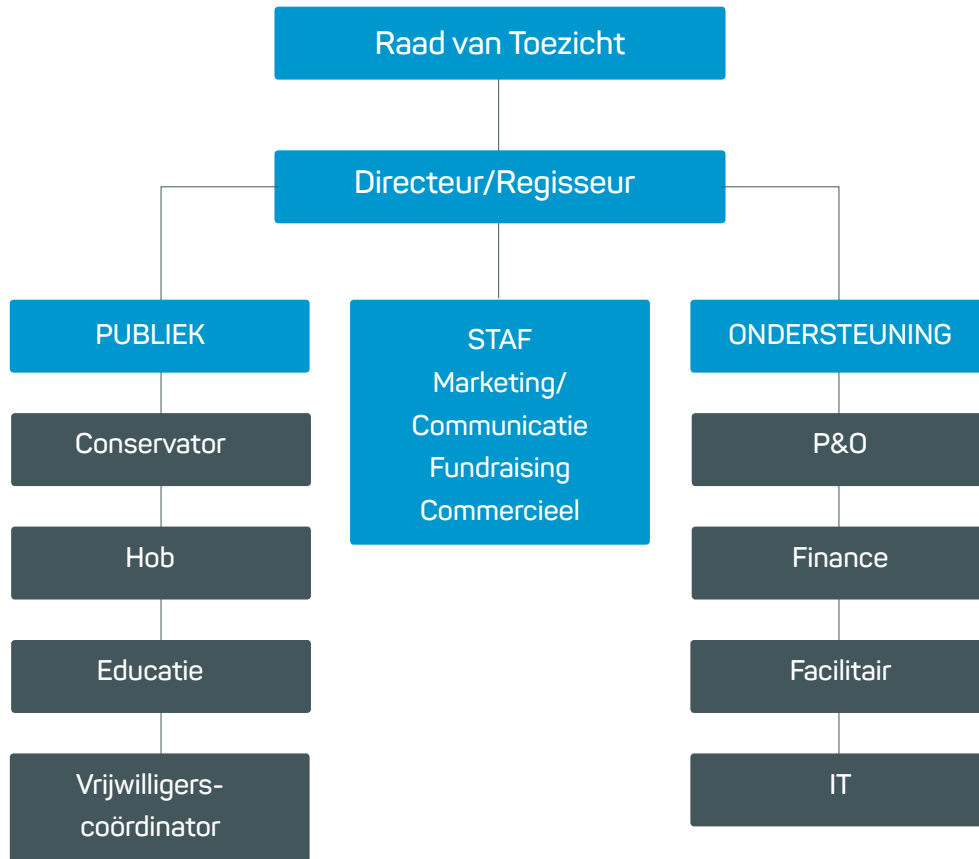 Raad van Toezicht
Directeur/Regisseur
PUBLIEK
Conservator
Hob
Educatie
Vrijwilligers-
coördinator
STAF
Marketing/
Communicatie
Fundraising
Commercieel
ONDERSTEUNING
P&O
Finance
Facilitair
IT